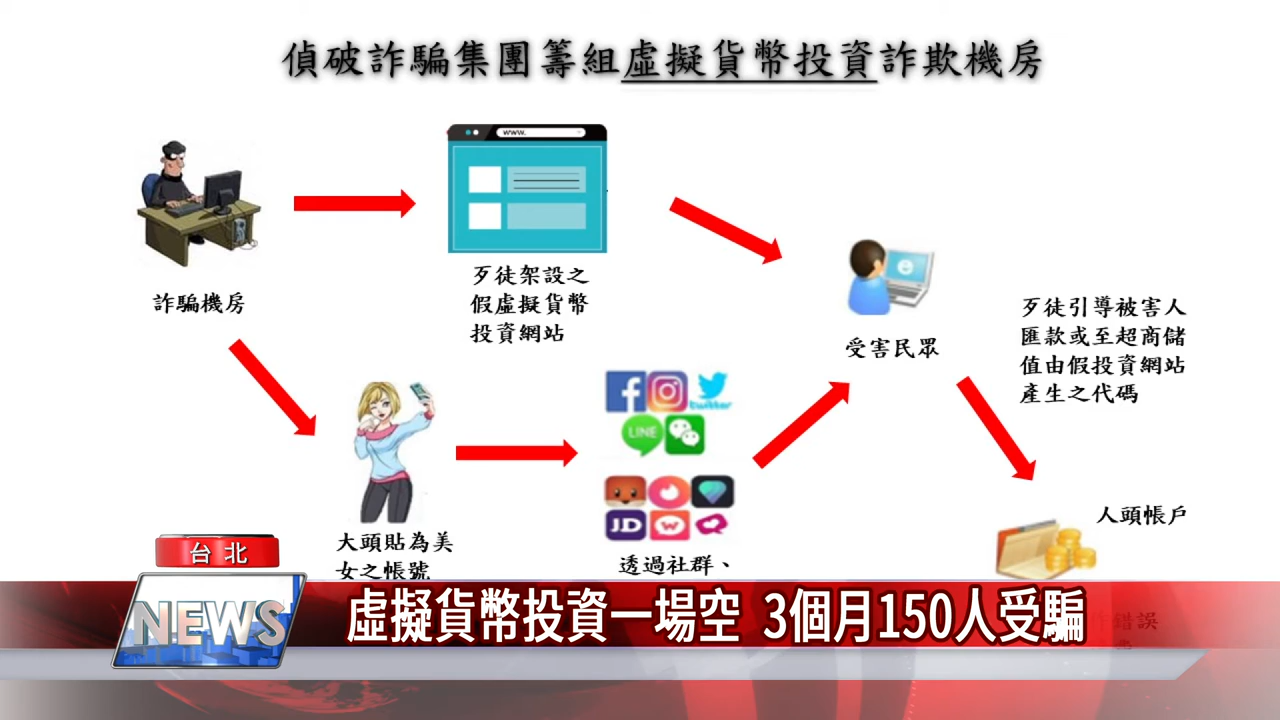 偵破詐騙集團籌組虛擬貨幣投資詐欺機房
www.
歹徒架設之
假虛擬貨幣
投資網站
詐騙機房
受害民眾
歹徒引導被害人
匯款或至超商儲
值由假投資網站
產生之代碼
twitter
LINE
JD
人頭帳戶
大頭貼為美
女之帳號
透過社群、
台北
NEWS
虛擬貨幣投資一場空 3個月150人受騙
作錯誤